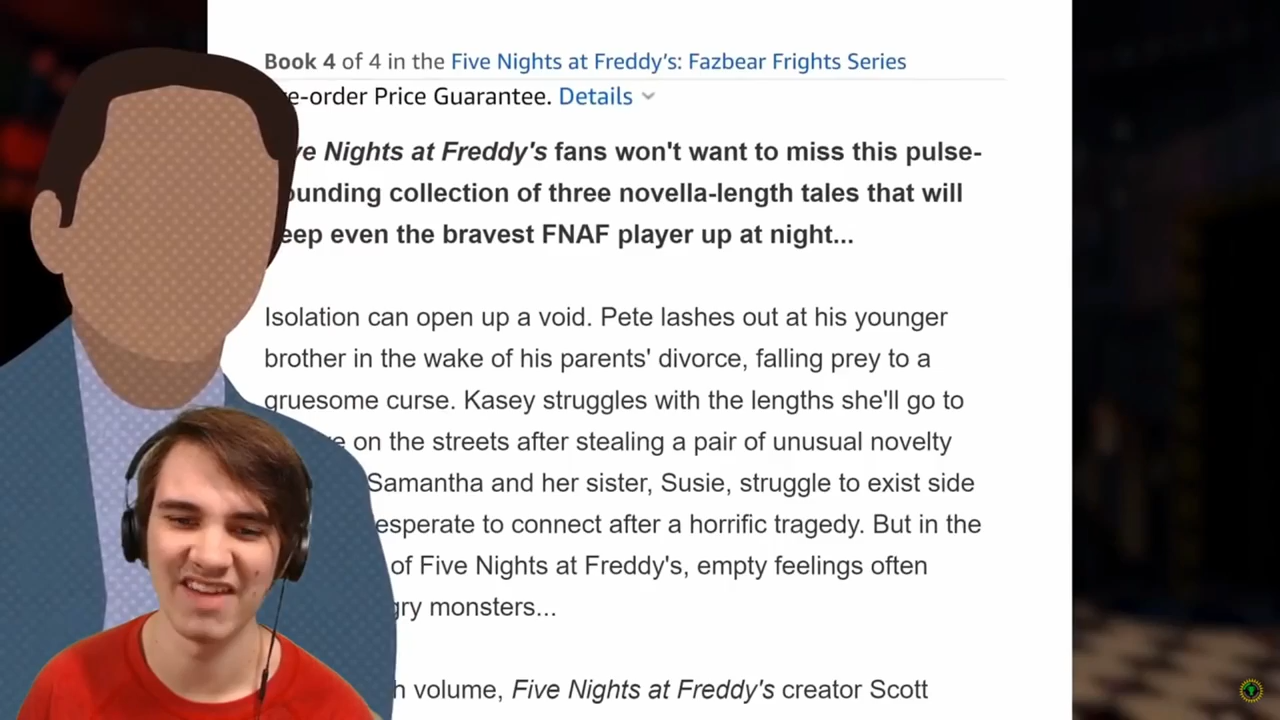 Book 4 of 4 in the Five Nights at Freddy's: Fazbear Frights Series
e-order Price Guarantee. Details
ve Nights at Freddy's fans won't want to miss this pulse-
ounding collection of three novella-length tales that will
eep even the bravest FNAF player up at night...
Isolation can open up a void. Pete lashes out at his younger
brother in the wake of his parents' divorce, falling prey to a
gruesome curse. Kasey struggles with the lengths she'll go to
e on the streets after stealing a pair of unusual novelty
Samantha and her sister, Susie, struggle to exist side
esperate to connect after a horrific tragedy. But in the
of Five Nights at Freddy's, empty feelings often
gry monsters...
h volume, Five Nights at Freddy's creator Scott